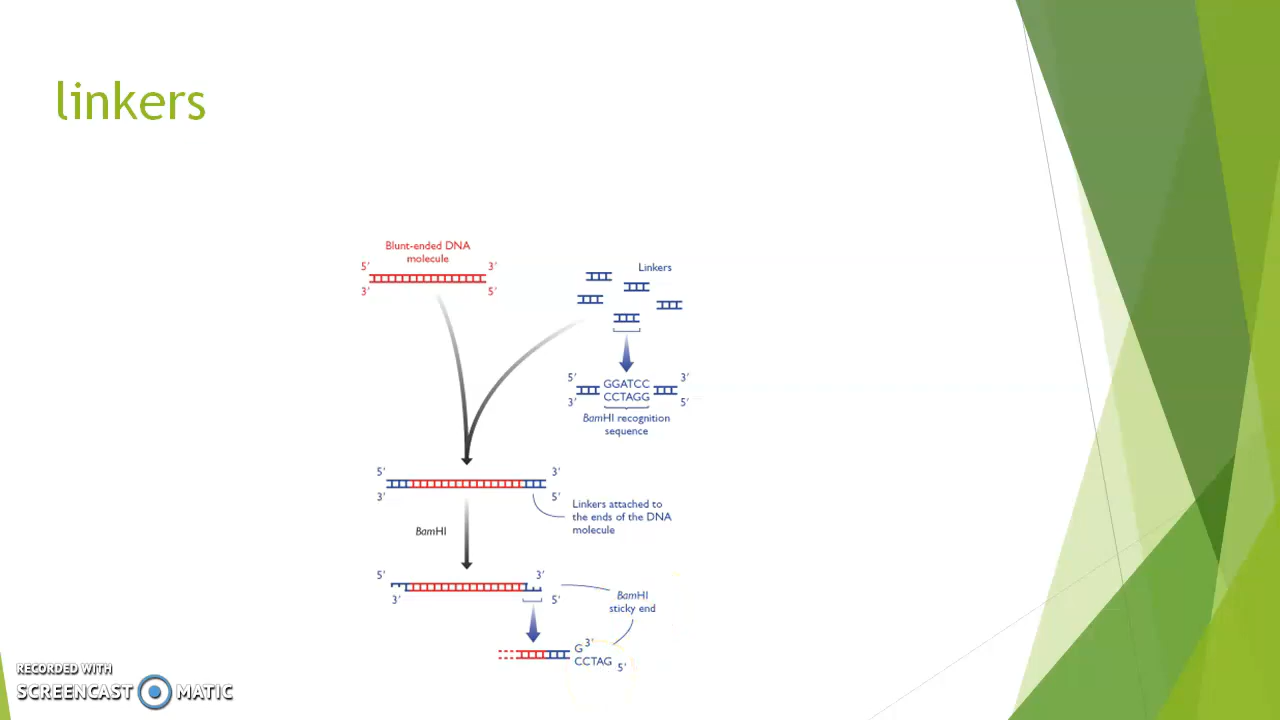 linkers
Blunt-ended DNA
molecule
5′ 3′
3′ 5′
Linkers
5′ GGATCC 3′
3′ CCTAGG 5′
BamHI recognition
sequence
5′ 3′
3′ 5′
Linkers attached to
the ends of the DNA
molecule
BamHI
5′ 3′
3′ 5′
BamHI
sticky end
G 3′
CCTAG 5′
RECORDED WITH
SCREENCAST MATIC